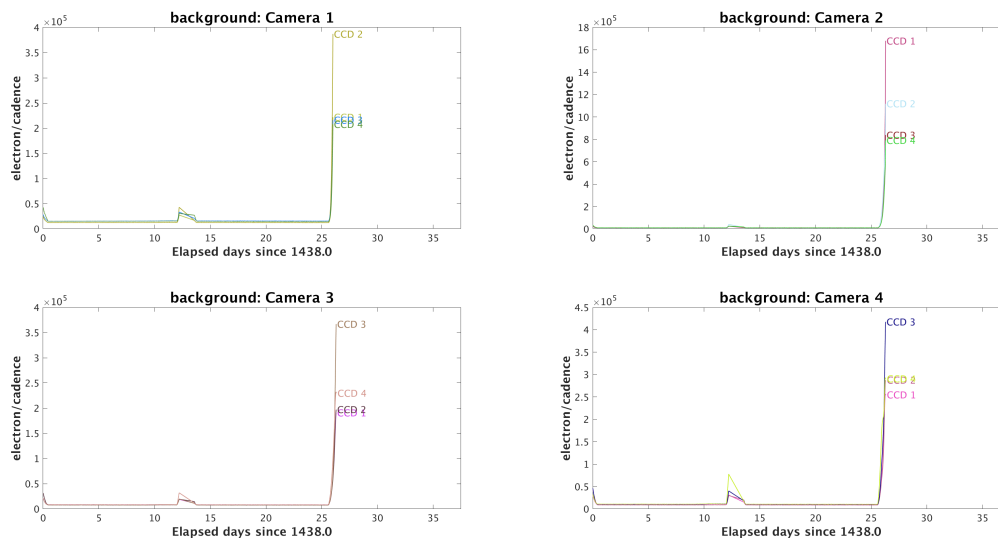 background: Camera 1
×10⁵
4
3.5
3
2.5
2
1.5
1
0.5
0
electron/cadence
CCD 2
CCD 1
CCD 3
CCD 4
0 5 10 15 20 25 30 35
Elapsed days since 1438.0
background: Camera 2
×10⁵
18
16
14
12
10
8
6
4
2
0
electron/cadence
CCD 1
CCD 2
CCD 3
CCD 4
0 5 10 15 20 25 30 35
Elapsed days since 1438.0
background: Camera 3
×10⁵
4
3.5
3
2.5
2
1.5
1
0.5
0
electron/cadence
CCD 3
CCD 4
CCD 2
CCD 1
0 5 10 15 20 25 30 35
Elapsed days since 1438.0
background: Camera 4
×10⁵
4.5
4
3.5
3
2.5
2
1.5
1
0.5
0
electron/cadence
CCD 3
CCD 2
CCD 1
0 5 10 15 20 25 30 35
Elapsed days since 1438.0